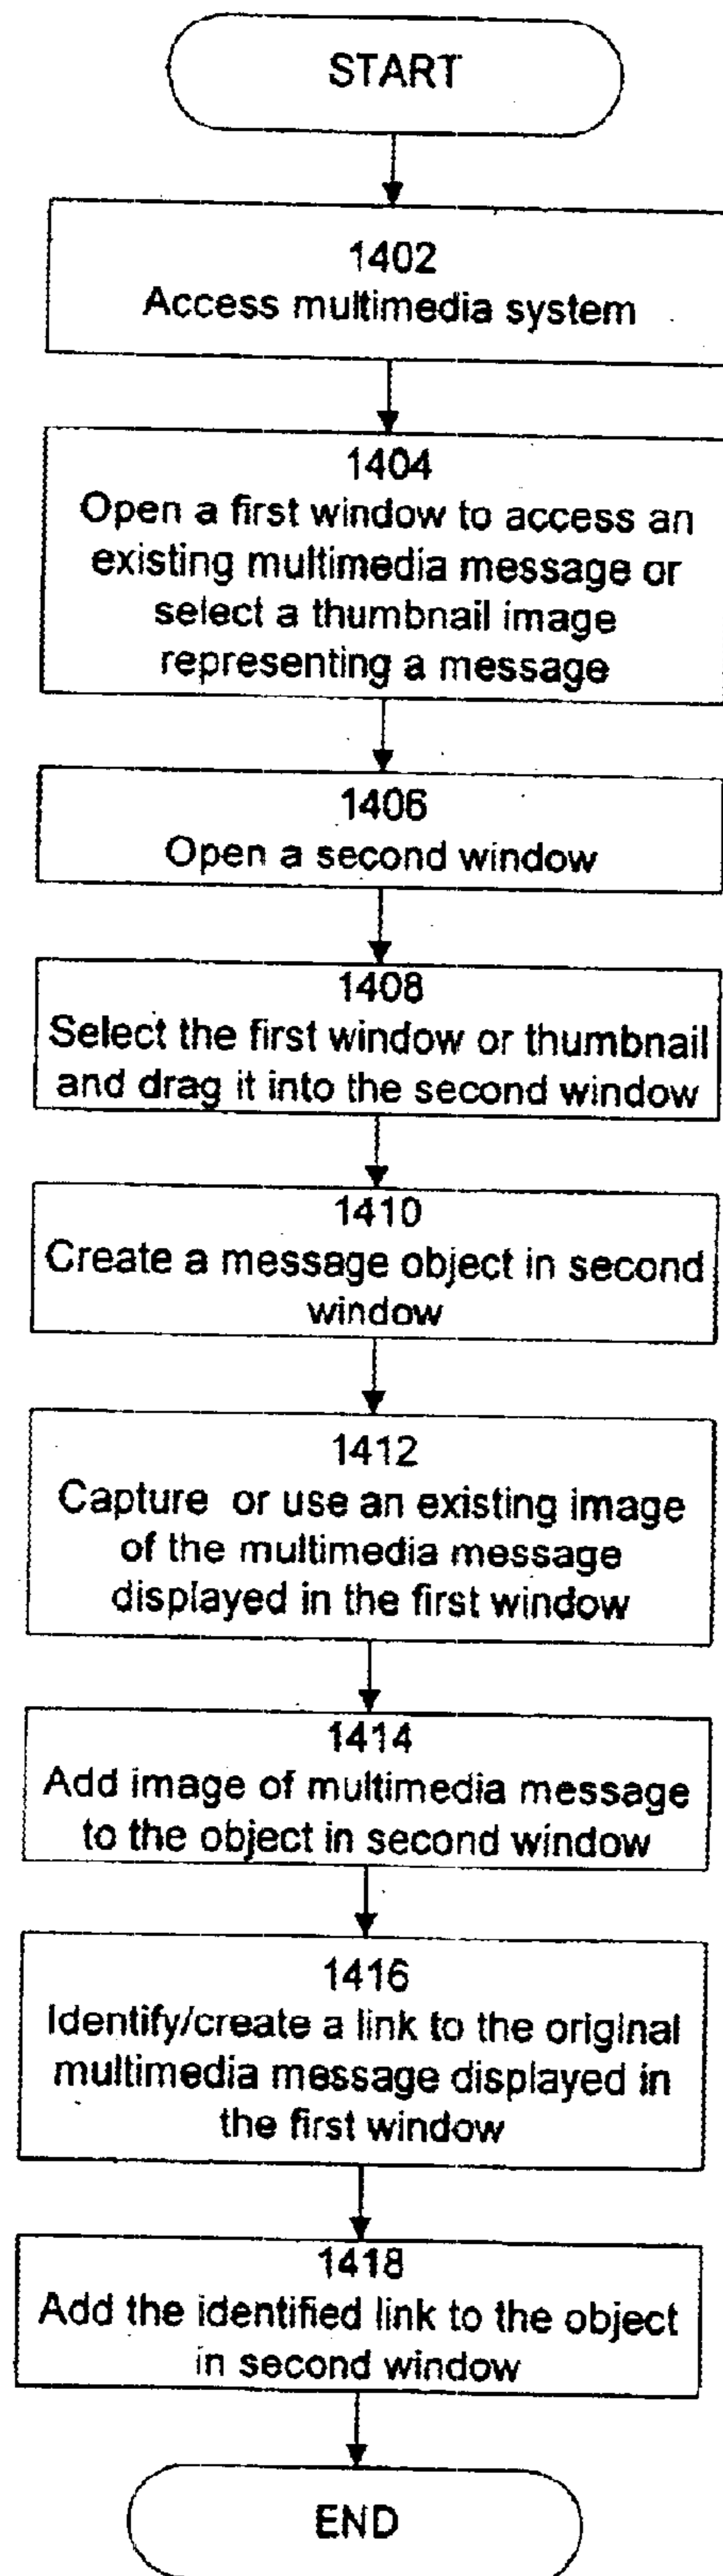 START
1402
Access multimedia system
1404
Open a first window to access an
existing multimedia message or
select a thumbnail image
representing a message
1406
Open a second window
1408
Select the first window or thumbnail
and drag it into the second window
1410
Create a message object in second
window
1412
Capture or use an existing image
of the multimedia message
displayed in the first window
1414
Add image of multimedia message
to the object in second window
1416
Identify/create a link to the original
multimedia message displayed in
the first window
1418
Add the identified link to the object
in second window
END